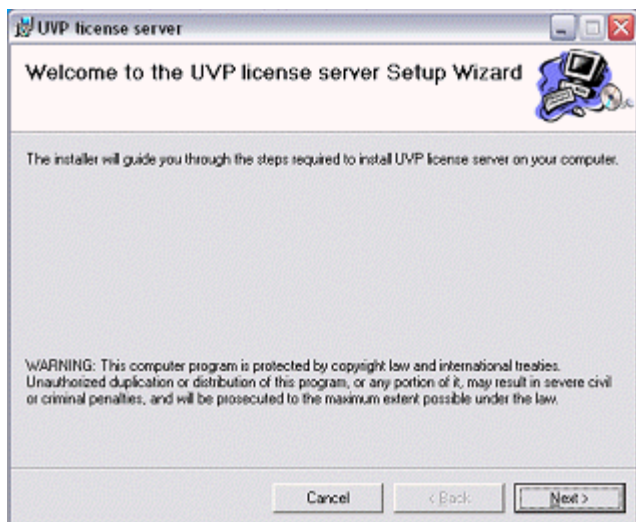 UVP license server
Welcome to the UVP license server Setup Wizard
The installer will guide you through the steps required to install UVP license server on your computer.
WARNING: This computer program is protected by copyright law and international treaties.
Unauthorized duplication or distribution of this program, or any portion of it, may result in severe civil
or criminal penalties, and will be prosecuted to the maximum extent possible under the law.
Cancel
< Back
Next >